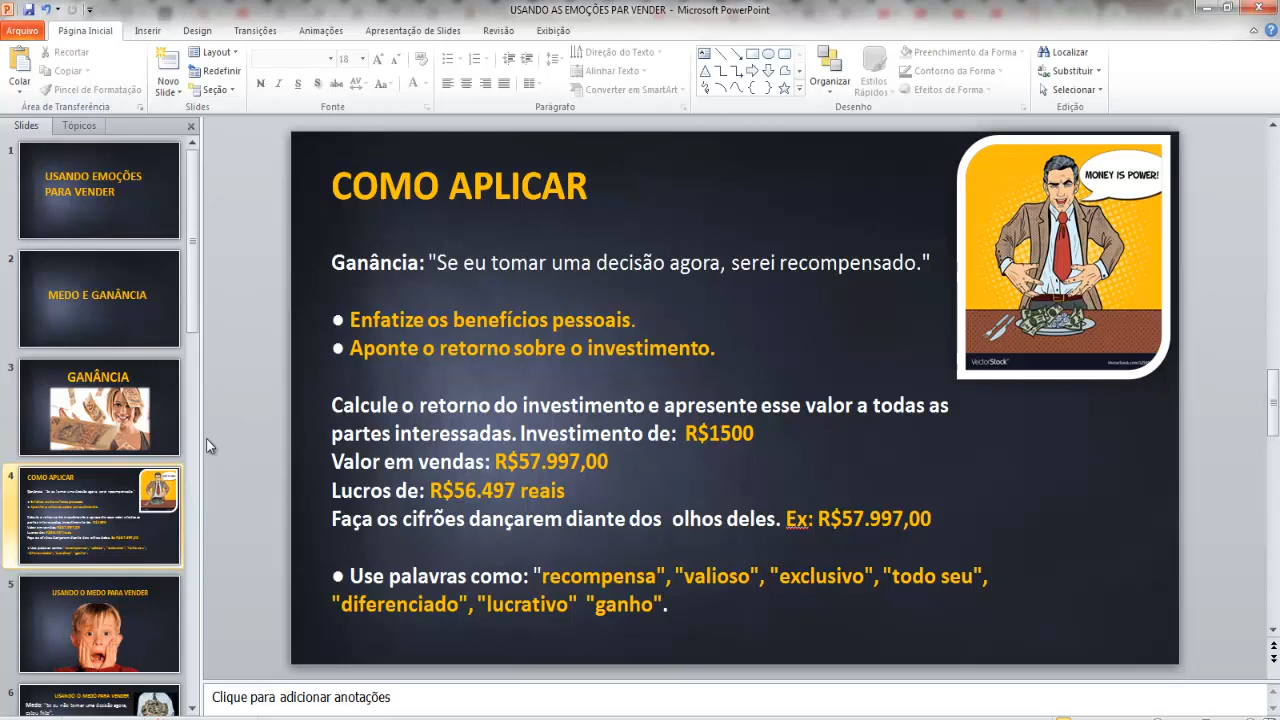 USANDO AS EMOÇÕES PAR VENDER - Microsoft PowerPoint
Arquivo
Página Inicial
Inserir
Design
Transições
Animações
Apresentação de Slides
Revisão
Exibição
Colar
Recortar
Copiar
Pincel de Formatação
Área de Transferência
Novo Slide
Layout
Redefinir
Seção
Slides
18
Fonte
Direção do Texto
Alinhar Texto
Converter em SmartArt
Parágrafo
Organizar
Estilos Rápidos
Preenchimento da Forma
Contorno da Forma
Efeitos de Forma
Desenho
Localizar
Substituir
Selecionar
Edição
Slides
Tópicos
1
USANDO EMOÇÕES
PARA VENDER
2
MEDO E GANÂNCIA
3
GANÂNCIA
4
COMO APLICAR
5
USANDO O MEDO PARA VENDER
6
USANDO O MEDO PARA VENDER
COMO APLICAR
MONEY IS POWER!
VectorStock
Ganância: "Se eu tomar uma decisão agora, serei recompensado."
● Enfatize os benefícios pessoais.
● Aponte o retorno sobre o investimento.
Calcule o retorno do investimento e apresente esse valor a todas as
partes interessadas. Investimento de: R$1500
Valor em vendas: R$57.997,00
Lucros de: R$56.497 reais
Faça os cifrões dançarem diante dos olhos deles. Ex: R$57.997,00
● Use palavras como: "recompensa", "valioso", "exclusivo", "todo seu",
"diferenciado", "lucrativo" "ganho".
Clique para adicionar anotações